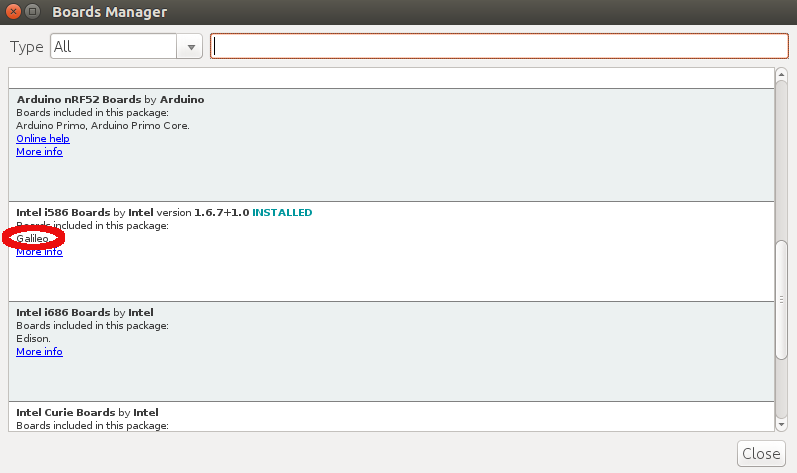 Boards Manager
Type All
Arduino nRF52 Boards by Arduino
Boards included in this package:
Arduino Primo, Arduino Primo Core.
Online help
More info
Intel i586 Boards by Intel version 1.6.7+1.0 INSTALLED
Boards included in this package:
Galileo.
More info
Intel i686 Boards by Intel
Boards included in this package:
Edison.
More info
Intel Curie Boards by Intel
Boards included in this package:
Close